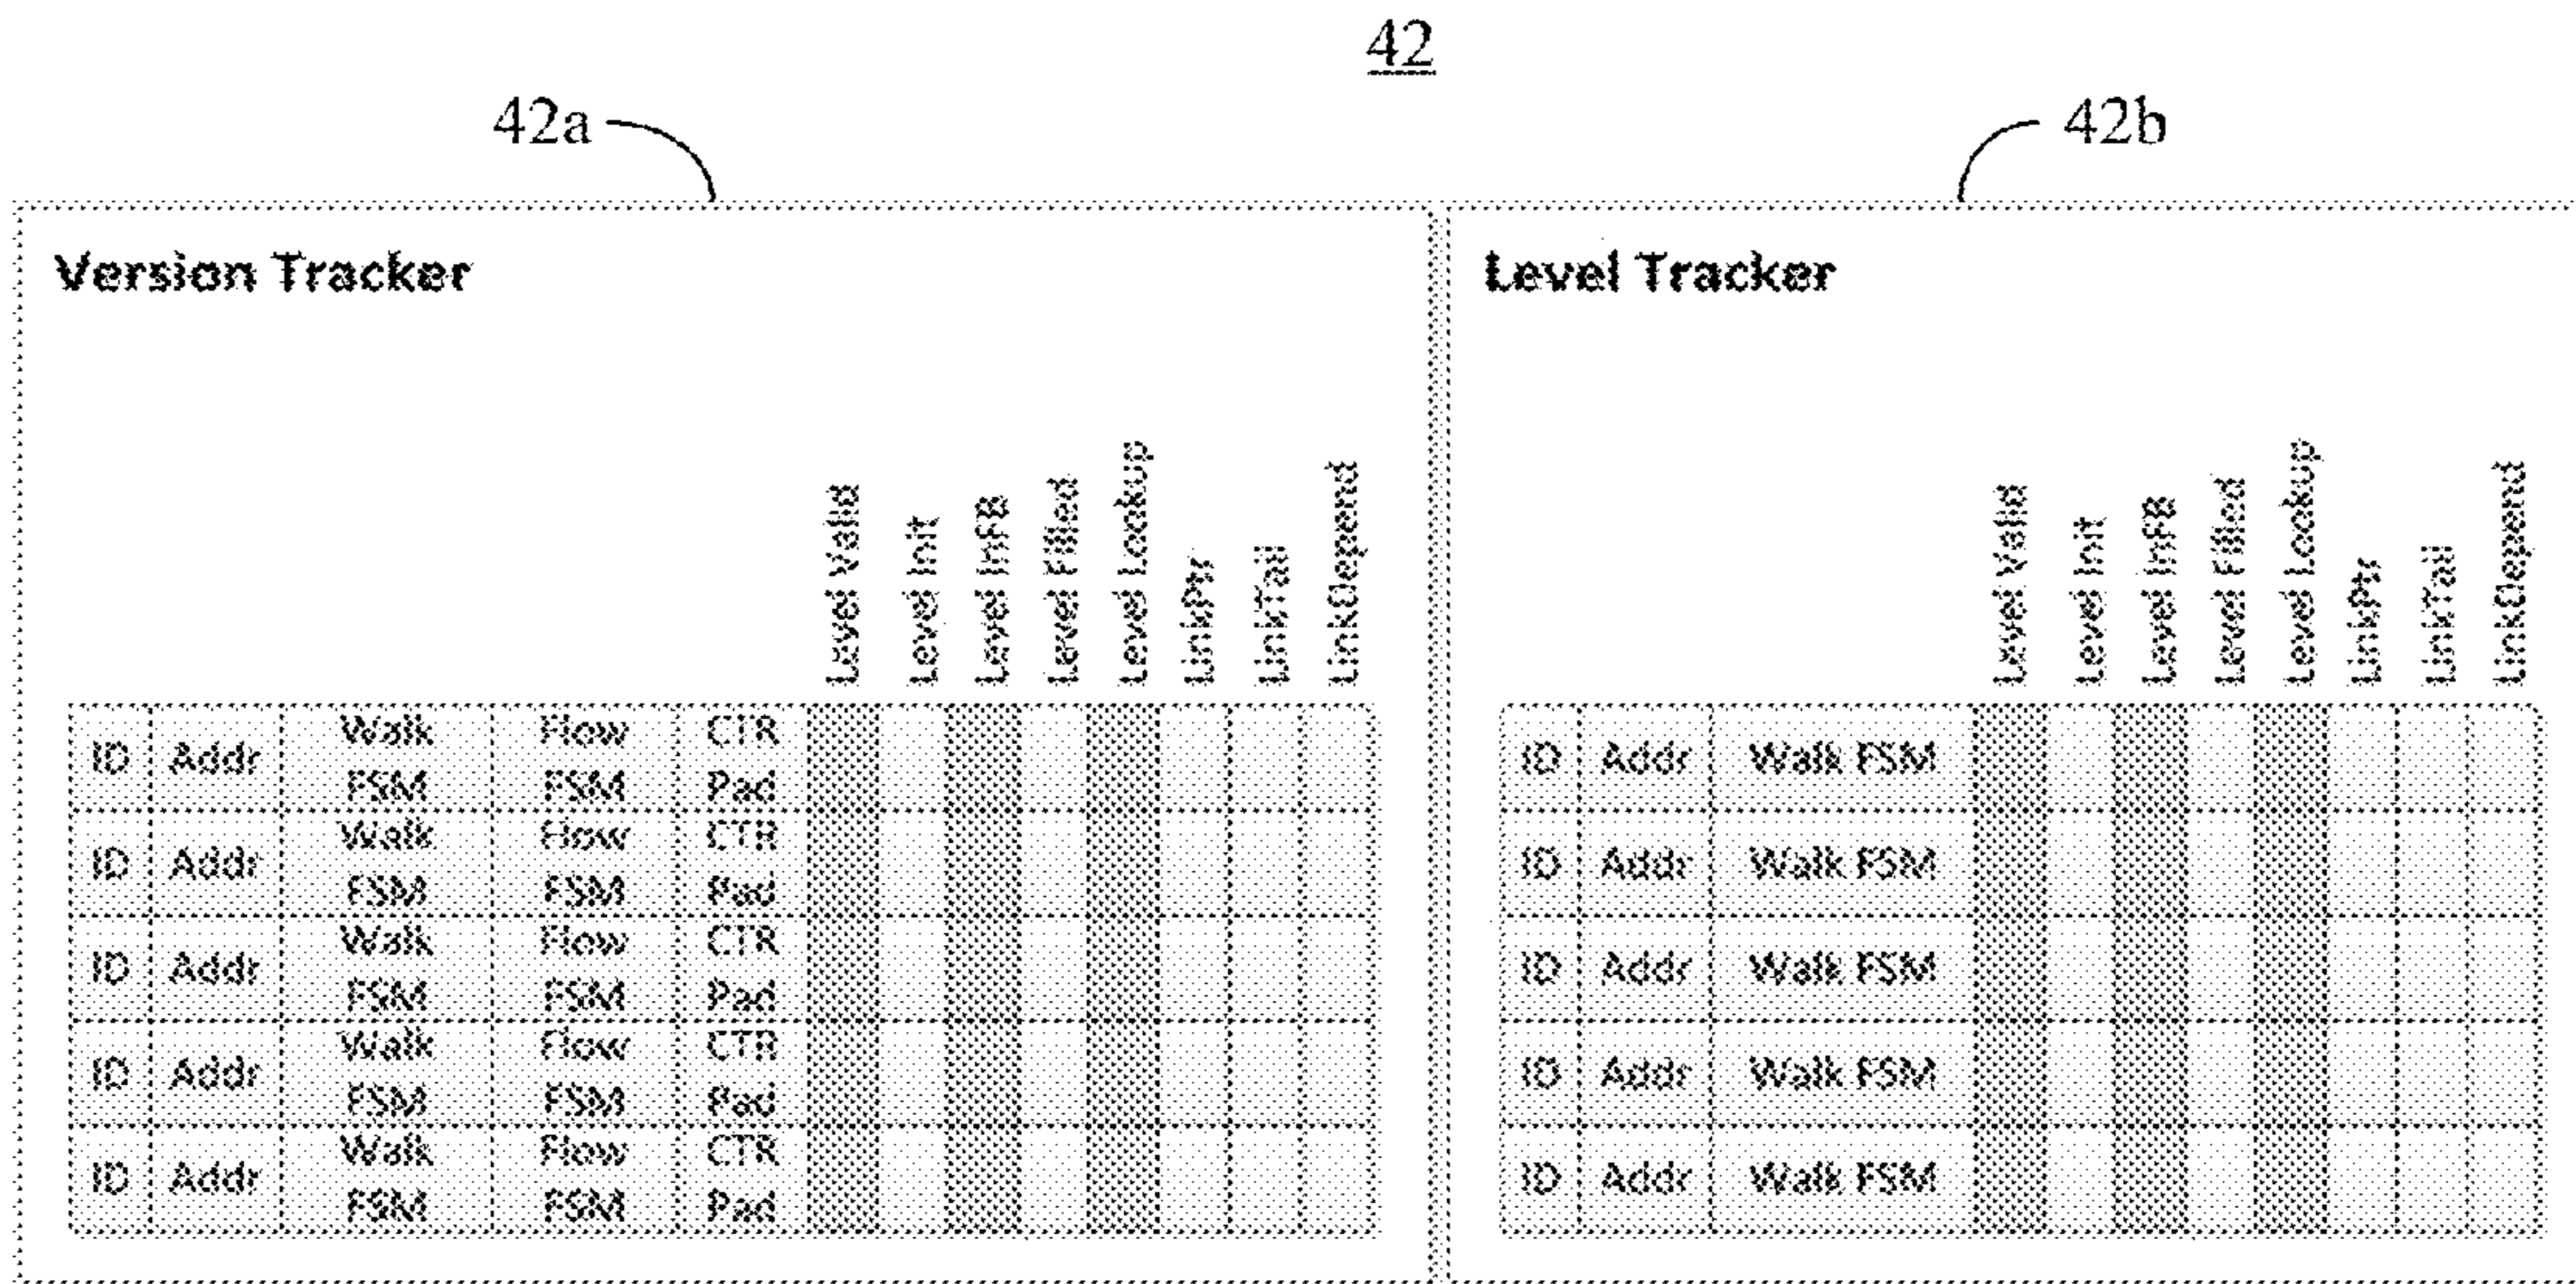 42
42a
42b
Version Tracker
Level Tracker
Level Valid
Level Init
Level InFB
Level Filled
Level Lookup
LinkPtr
LinkTail
LinkDepend
Level Valid
Level Init
Level InFB
Level Filled
Level Lookup
LinkPtr
LinkTail
LinkDepend
ID Addr Walk FSM Flow FSM CTR Pad
ID Addr Walk FSM Flow FSM CTR Pad
ID Addr Walk FSM Flow FSM CTR Pad
ID Addr Walk FSM Flow FSM CTR Pad
ID Addr Walk FSM Flow FSM CTR Pad
ID Addr Walk FSM
ID Addr Walk FSM
ID Addr Walk FSM
ID Addr Walk FSM
ID Addr Walk FSM